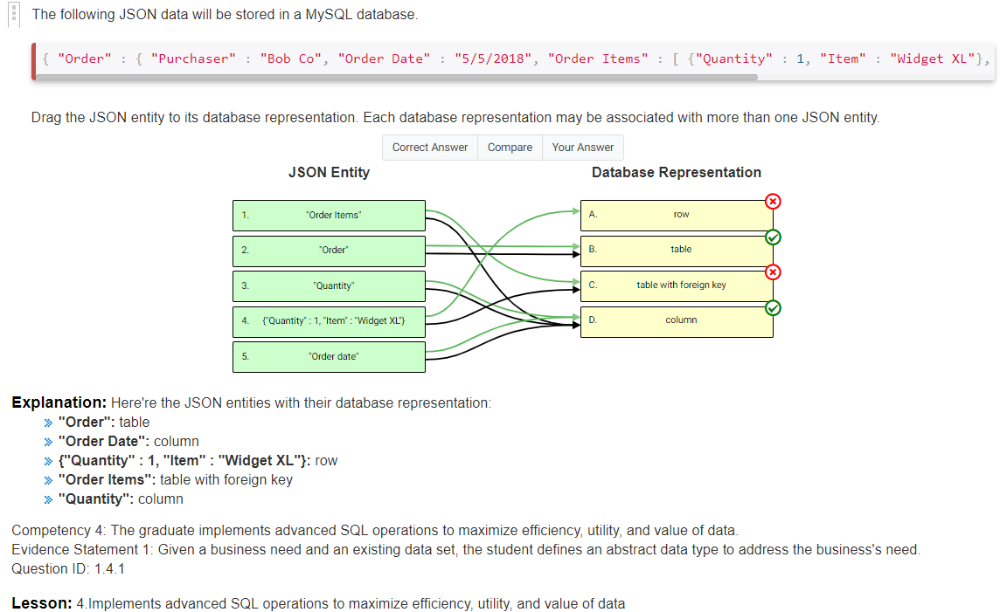 The following JSON data will be stored in a MySQL database.
{ "Order" : { "Purchaser" : "Bob Co", "Order Date" : "5/5/2018", "Order Items" : [ {"Quantity" : 1, "Item" : "Widget XL"},
Drag the JSON entity to its database representation. Each database representation may be associated with more than one JSON entity.
Correct Answer Compare Your Answer
JSON Entity Database Representation
1. "Order Items" A. row
2. "Order" B. table
3. "Quantity" C. table with foreign key
4. {"Quantity" : 1, "Item" : "Widget XL"} D. column
5. "Order date"
Explanation: Here're the JSON entities with their database representation:
"Order": table
"Order Date": column
{"Quantity" : 1, "Item" : "Widget XL"}: row
"Order Items": table with foreign key
"Quantity": column
Competency 4: The graduate implements advanced SQL operations to maximize efficiency, utility, and value of data.
Evidence Statement 1: Given a business need and an existing data set, the student defines an abstract data type to address the business's need.
Question ID: 1.4.1
Lesson: 4.Implements advanced SQL operations to maximize efficiency, utility, and value of data